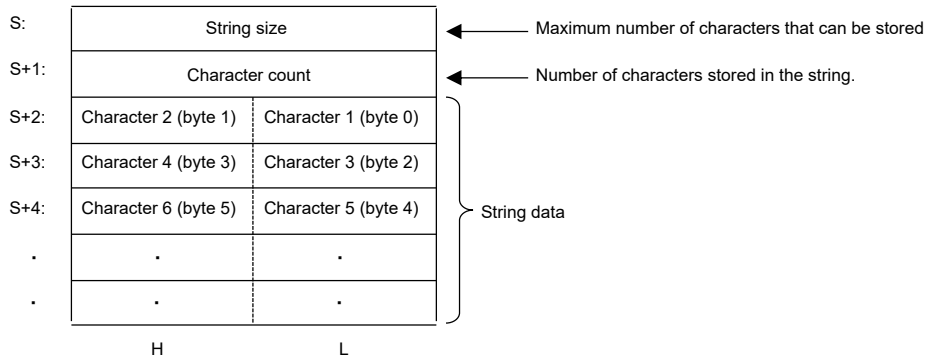 S: String size Maximum number of characters that can be stored
S+1: Character count Number of characters stored in the string.
S+2: Character 2 (byte 1) Character 1 (byte 0)
S+3: Character 4 (byte 3) Character 3 (byte 2)
S+4: Character 6 (byte 5) Character 5 (byte 4) String data
. . .
. . .
H L